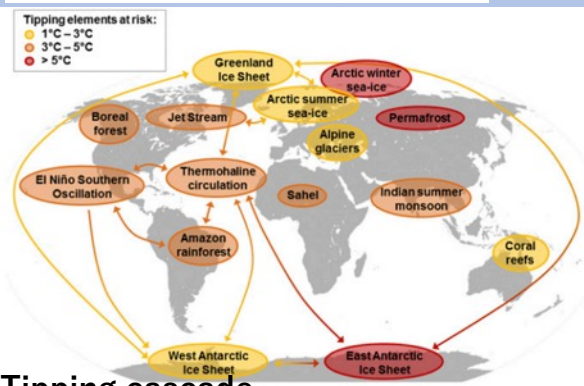 Tipping elements at risk:
1°C – 3°C
3°C – 5°C
> 5°C
Greenland
Ice Sheet
Arctic winter
sea-ice
Arctic summer
sea-ice
Boreal
forest
Jet Stream
Permafrost
Alpine
glaciers
El Niño Southern
Oscillation
Thermohaline
circulation
Sahel
Indian summer
monsoon
Amazon
rainforest
Coral
reefs
West Antarctic
Ice Sheet
East Antarctic
Ice Sheet
Tipping cascade